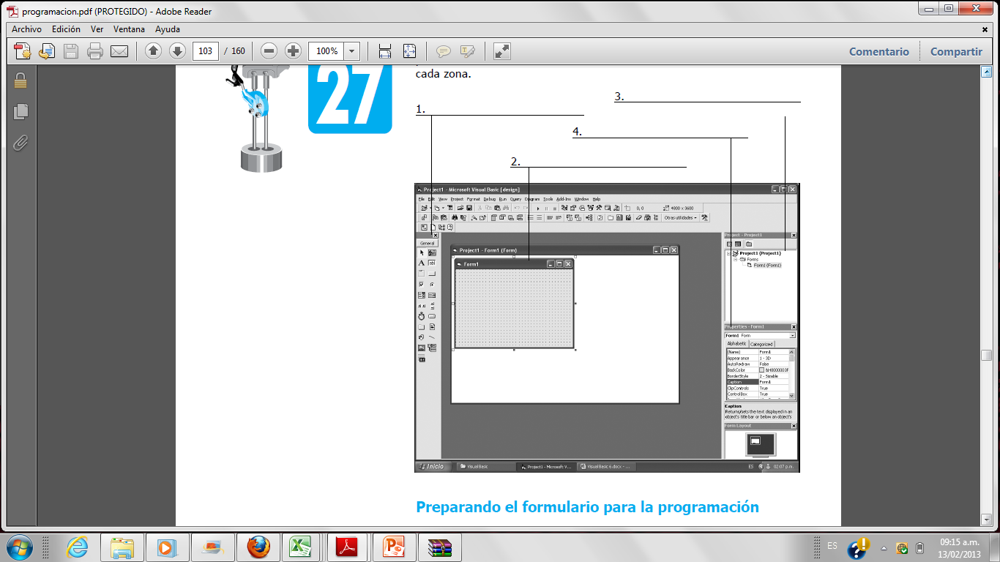 programacion.pdf (PROTEGIDO) - Adobe Reader
Archivo Edición Ver Ventana Ayuda
103 / 160 100% Comentario Compartir
27
cada zona.
3.
1.
4.
2.
Project1 - Microsoft Visual Basic [design]
File Edit View Project Format Debug Run Query Diagram Tools Add-Ins Window Help
0, 0 4800 x 3600
Otras utilidades
General
Project1 - Form1 (Form)
Form1
Project - Project1
Project1 (Project1)
Forms
Form1 (Form1)
Properties - Form1
Form1 Form
Alphabetic Categorized
(Name) Form1
Appearance 1 - 3D
AutoRedraw False
BackColor &H8000000F
BorderStyle 2 - Sizable
Caption Form1
ClipControls True
ControlBox True
Caption
Returns/sets the text displayed in an
object's title bar or below an object's
Form Layout
Inicio Visual Basic Project1 - Microsoft V... Visual Basic 6.docx - ... ES 02:07 p.m.
Preparando el formulario para la programación
ES 09:15 a.m.
13/02/2013